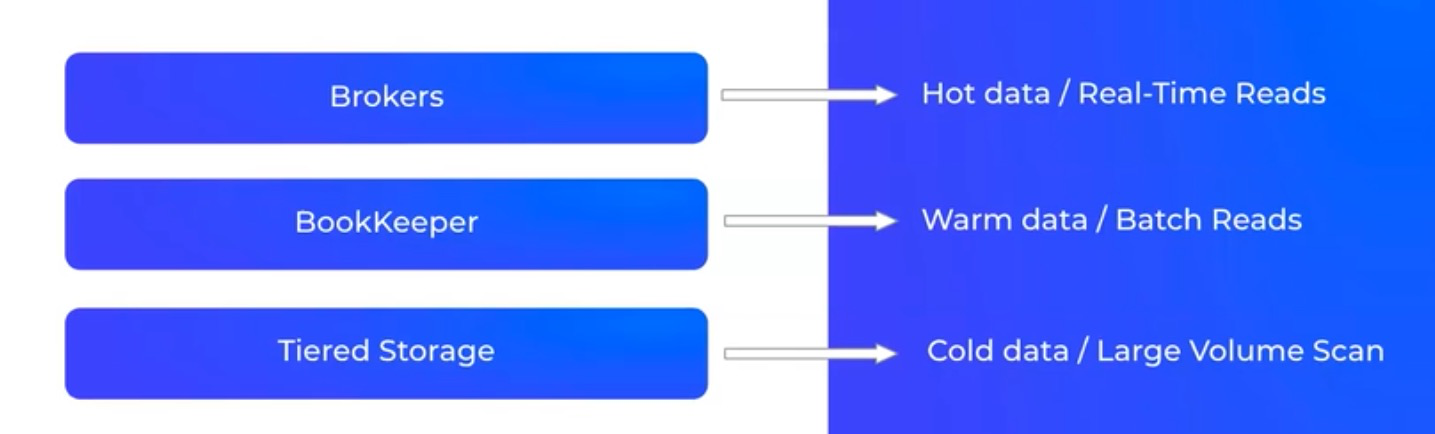 Brokers
Hot data / Real-Time Reads
BookKeeper
Warm data / Batch Reads
Tiered Storage
Cold data / Large Volume Scan